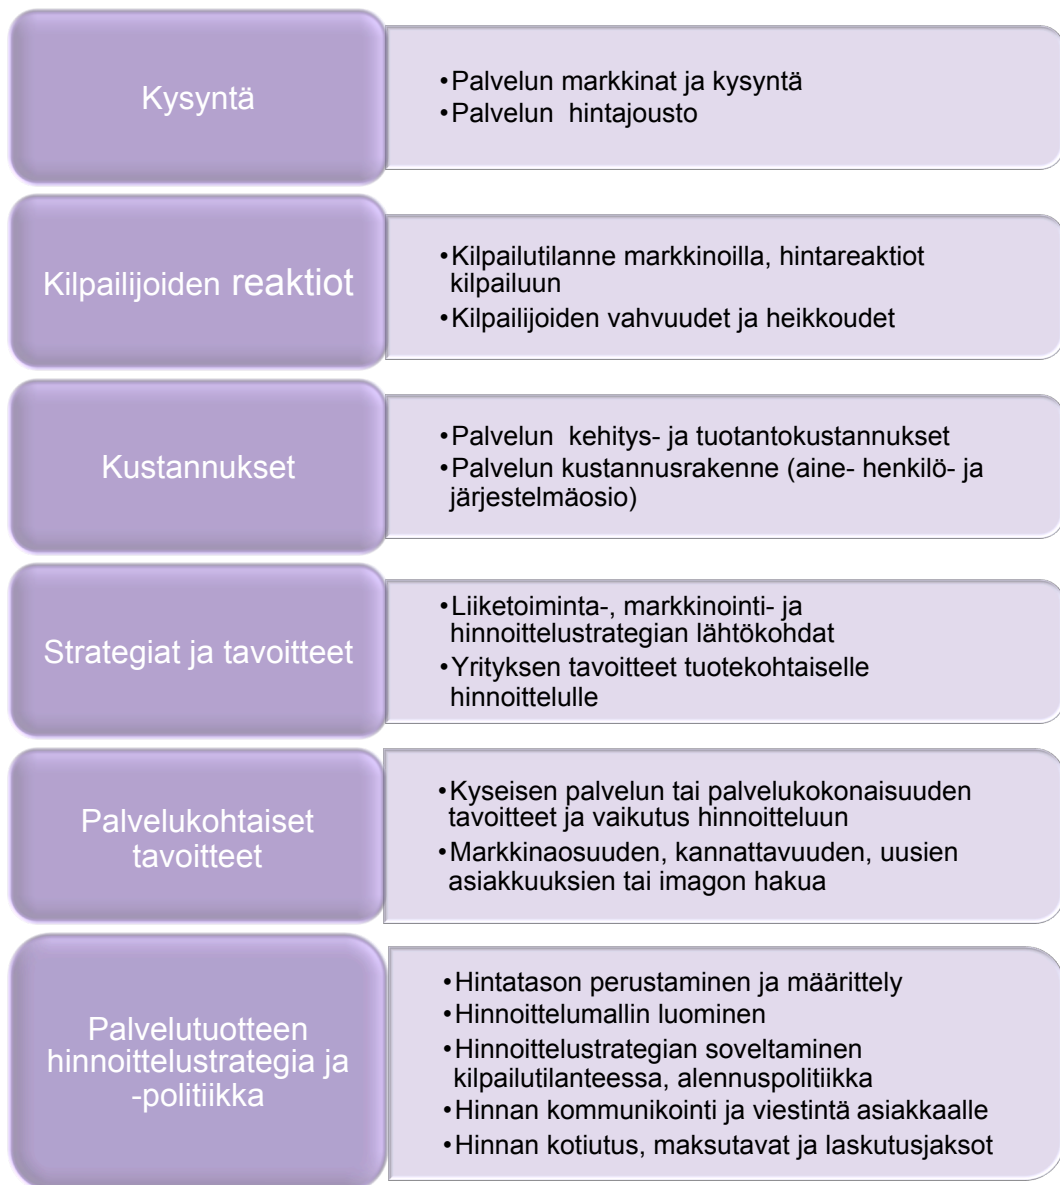 Kysyntä
•Palvelun markkinat ja kysyntä
•Palvelun hintajousto
Kilpailijoiden reaktiot
•Kilpailutilanne markkinoilla, hintareaktiot
kilpailuun
•Kilpailijoiden vahvuudet ja heikkoudet
Kustannukset
•Palvelun kehitys- ja tuotantokustannukset
•Palvelun kustannusrakenne (aine- henkilö- ja
järjestelmäosio)
Strategiat ja tavoitteet
•Liiketoiminta-, markkinointi- ja
hinnoittelustrategian lähtökohdat
•Yrityksen tavoitteet tuotekohtaiselle
hinnoittelulle
Palvelukohtaiset
tavoitteet
•Kyseisen palvelun tai palvelukokonaisuuden
tavoitteet ja vaikutus hinnoitteluun
•Markkinaosuuden, kannattavuuden, uusien
asiakkuuksien tai imagon hakua
Palvelutuotteen
hinnoittelustrategia ja
-politiikka
•Hintatason perustaminen ja määrittely
•Hinnoittelumallin luominen
•Hinnoittelustrategian soveltaminen
kilpailutilanteessa, alennuspolitiikka
•Hinnan kommunikointi ja viestintä asiakkaalle
•Hinnan kotiutus, maksutavat ja laskutusjaksot